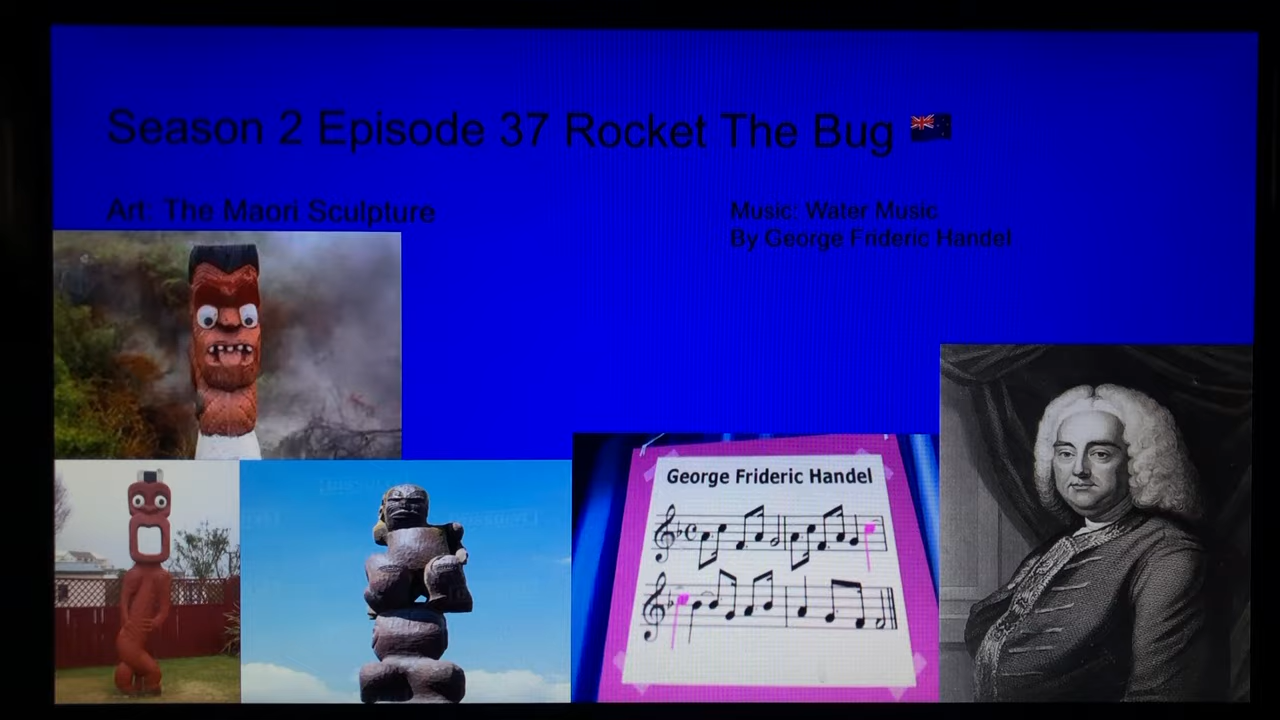 Season 2 Episode 37 Rocket The Bug 🇳🇿
Art: The Maori Sculpture
Music: Water Music
By George Frideric Handel
George Frideric Handel